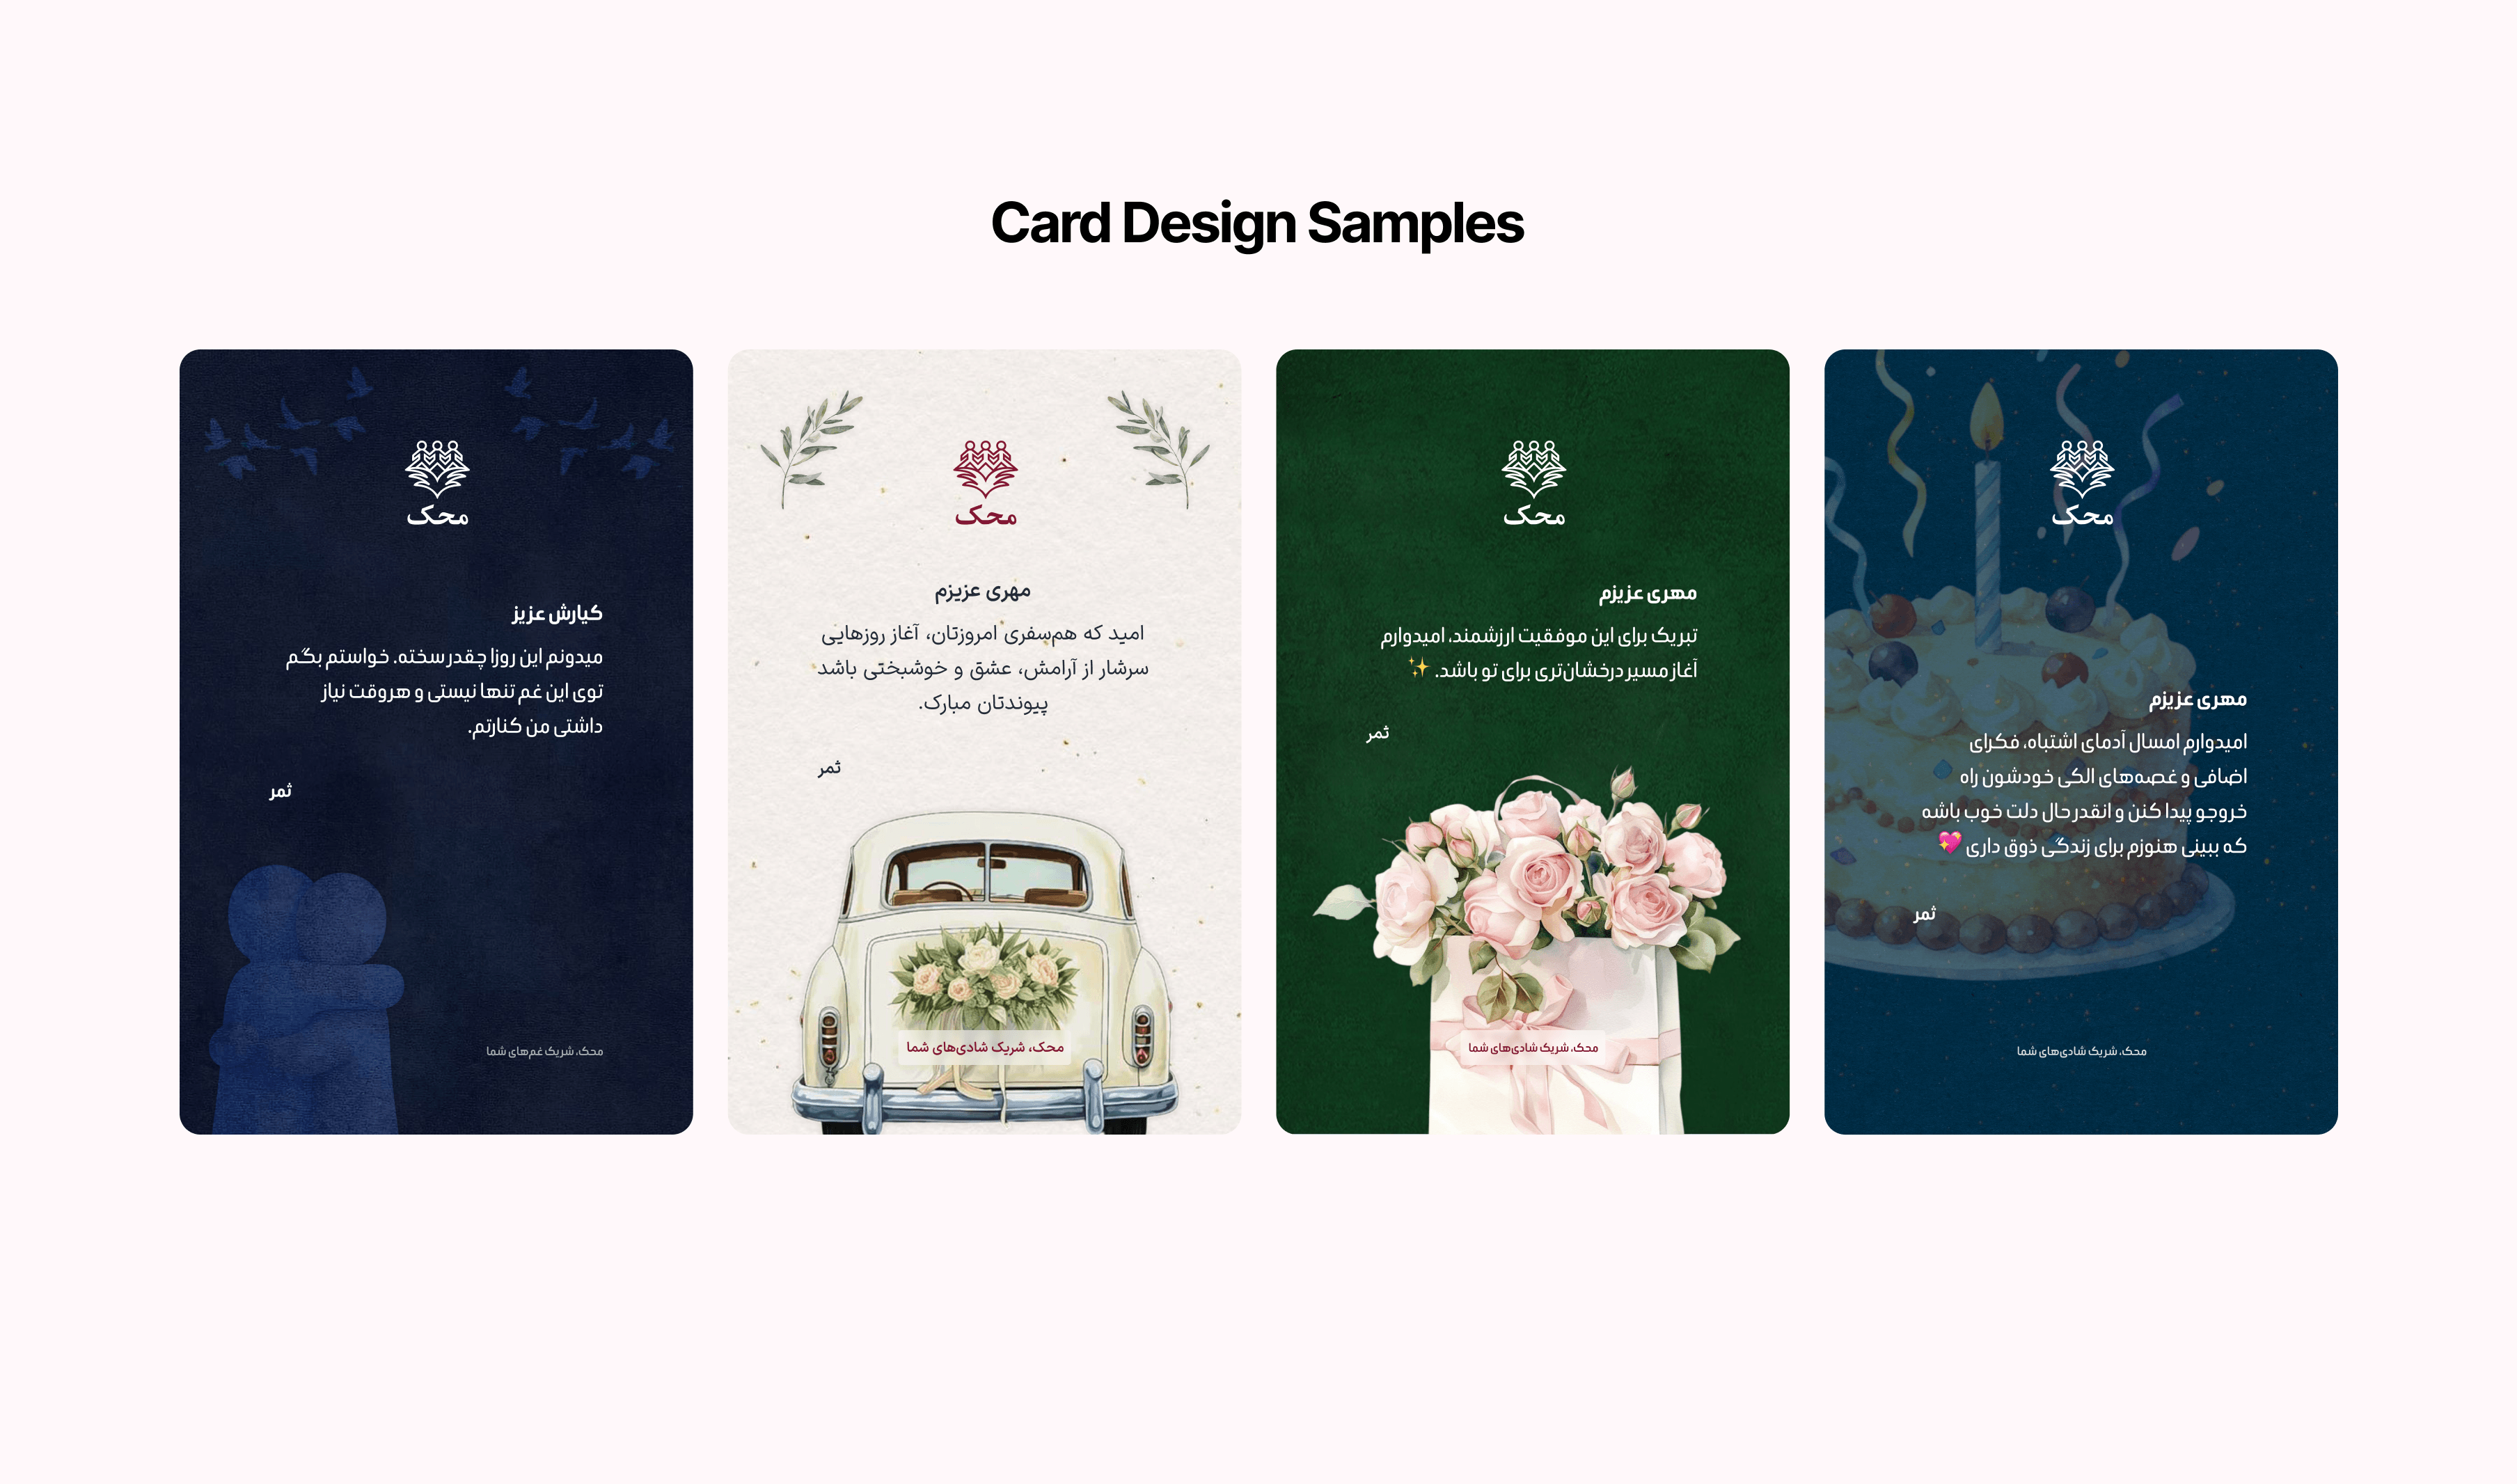 Card Design Samples
محک
کیارش عزیز
میدونم این روزا چقدر سخته. خواستم بگم
توی این غم تنها نیستی و هروقت نیاز
داشتی من کنارتم.
ثمر
محک، شریک غم‌های شما
محک
مهری عزیزم
امید که هم‌سفری امروزتان، آغاز روزهایی
سرشار از آرامش، عشق و خوشبختی باشد
پیوندتان مبارک.
ثمر
محک، شریک شادی‌های شما
محک
مهری عزیزم
تبریک برای این موفقیت ارزشمند، امیدوارم
آغاز مسیر درخشان‌تری برای تو باشد. ✨
ثمر
محک، شریک شادی‌های شما
محک
مهری عزیزم
امیدوارم امسال آدمای اشتباه، فکرای
اضافی و غصه‌های الکی خودشون راه
خروجو پیدا کنن و انقدر حال دلت خوب باشه
که ببینی هنوزم برای زندگی ذوق داری 💖
ثمر
محک، شریک شادی‌های شما